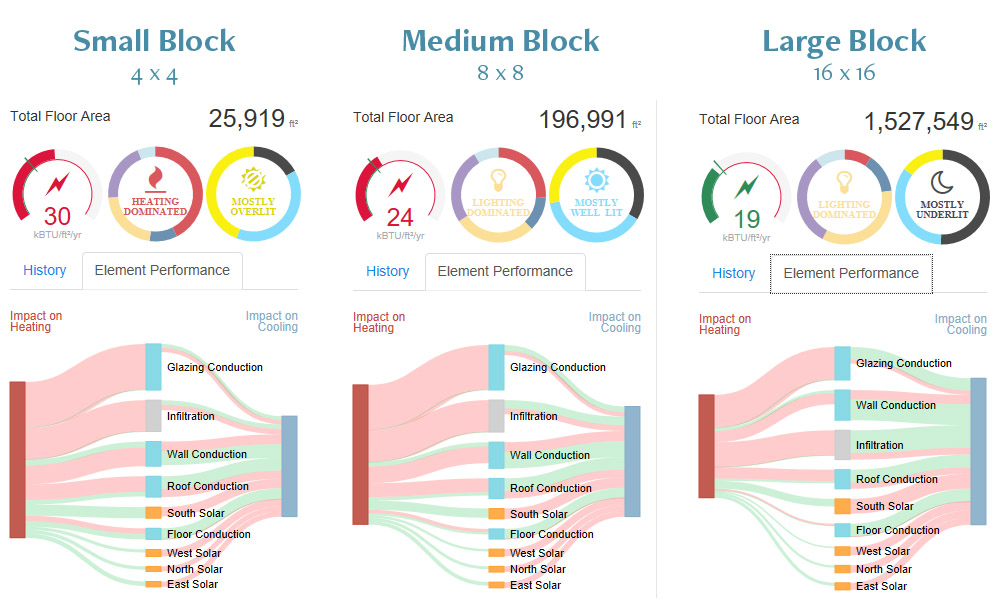 Small Block
4 x 4
Total Floor Area
25,919 ft²
30
kBTU/ft²/yr
HEATING
DOMINATED
MOSTLY
OVERLIT
History
Element Performance
Impact on
Heating
Impact on
Cooling
Glazing Conduction
Infiltration
Wall Conduction
Roof Conduction
South Solar
Floor Conduction
West Solar
North Solar
East Solar
Medium Block
8 x 8
Total Floor Area
196,991 ft²
24
kBTU/ft²/yr
LIGHTING
DOMINATED
MOSTLY
WELL LIT
History
Element Performance
Impact on
Heating
Impact on
Cooling
Glazing Conduction
Infiltration
Wall Conduction
Roof Conduction
South Solar
Floor Conduction
West Solar
North Solar
East Solar
Large Block
16 x 16
Total Floor Area
1,527,549 ft²
19
kBTU/ft²/yr
LIGHTING
DOMINATED
MOSTLY
UNDERLIT
History
Element Performance
Impact on
Heating
Impact on
Cooling
Glazing Conduction
Wall Conduction
Infiltration
Roof Conduction
South Solar
Floor Conduction
West Solar
North Solar
East Solar